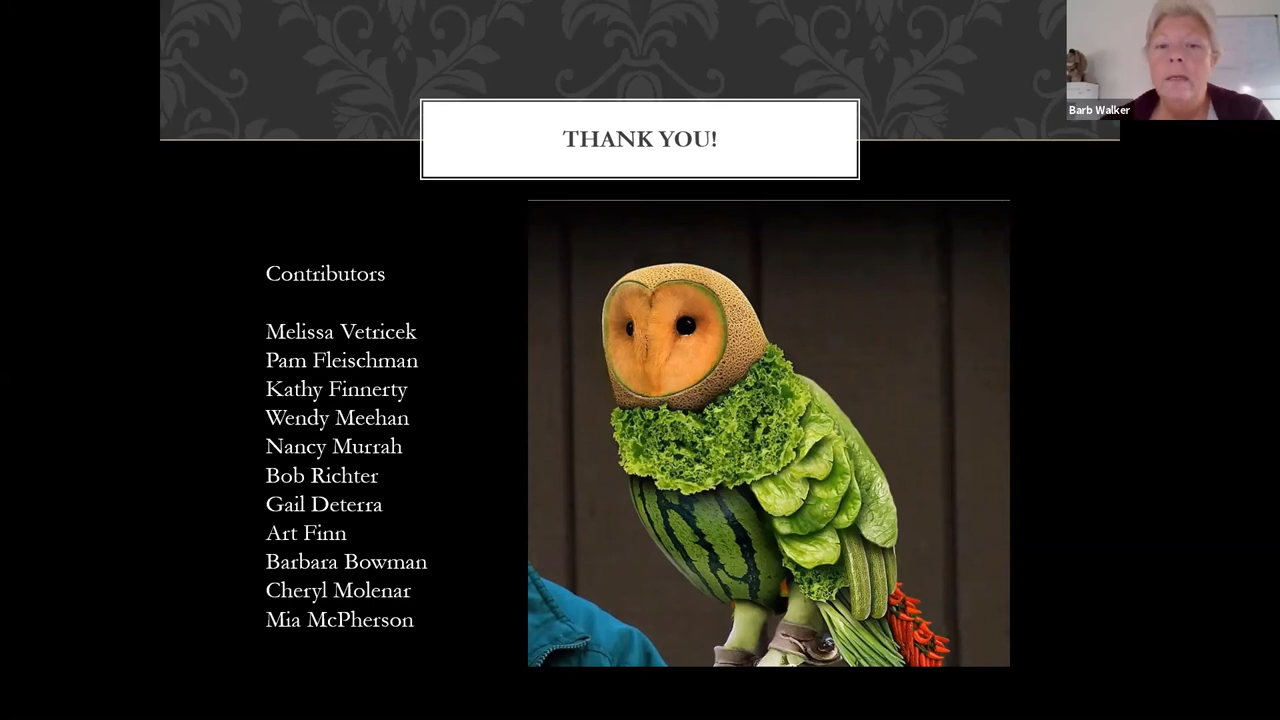 THANK YOU!
Barb Walker
Contributors
Melissa Vetricek
Pam Fleischman
Kathy Finnerty
Wendy Meehan
Nancy Murrah
Bob Richter
Gail Deterra
Art Finn
Barbara Bowman
Cheryl Molenar
Mia McPherson